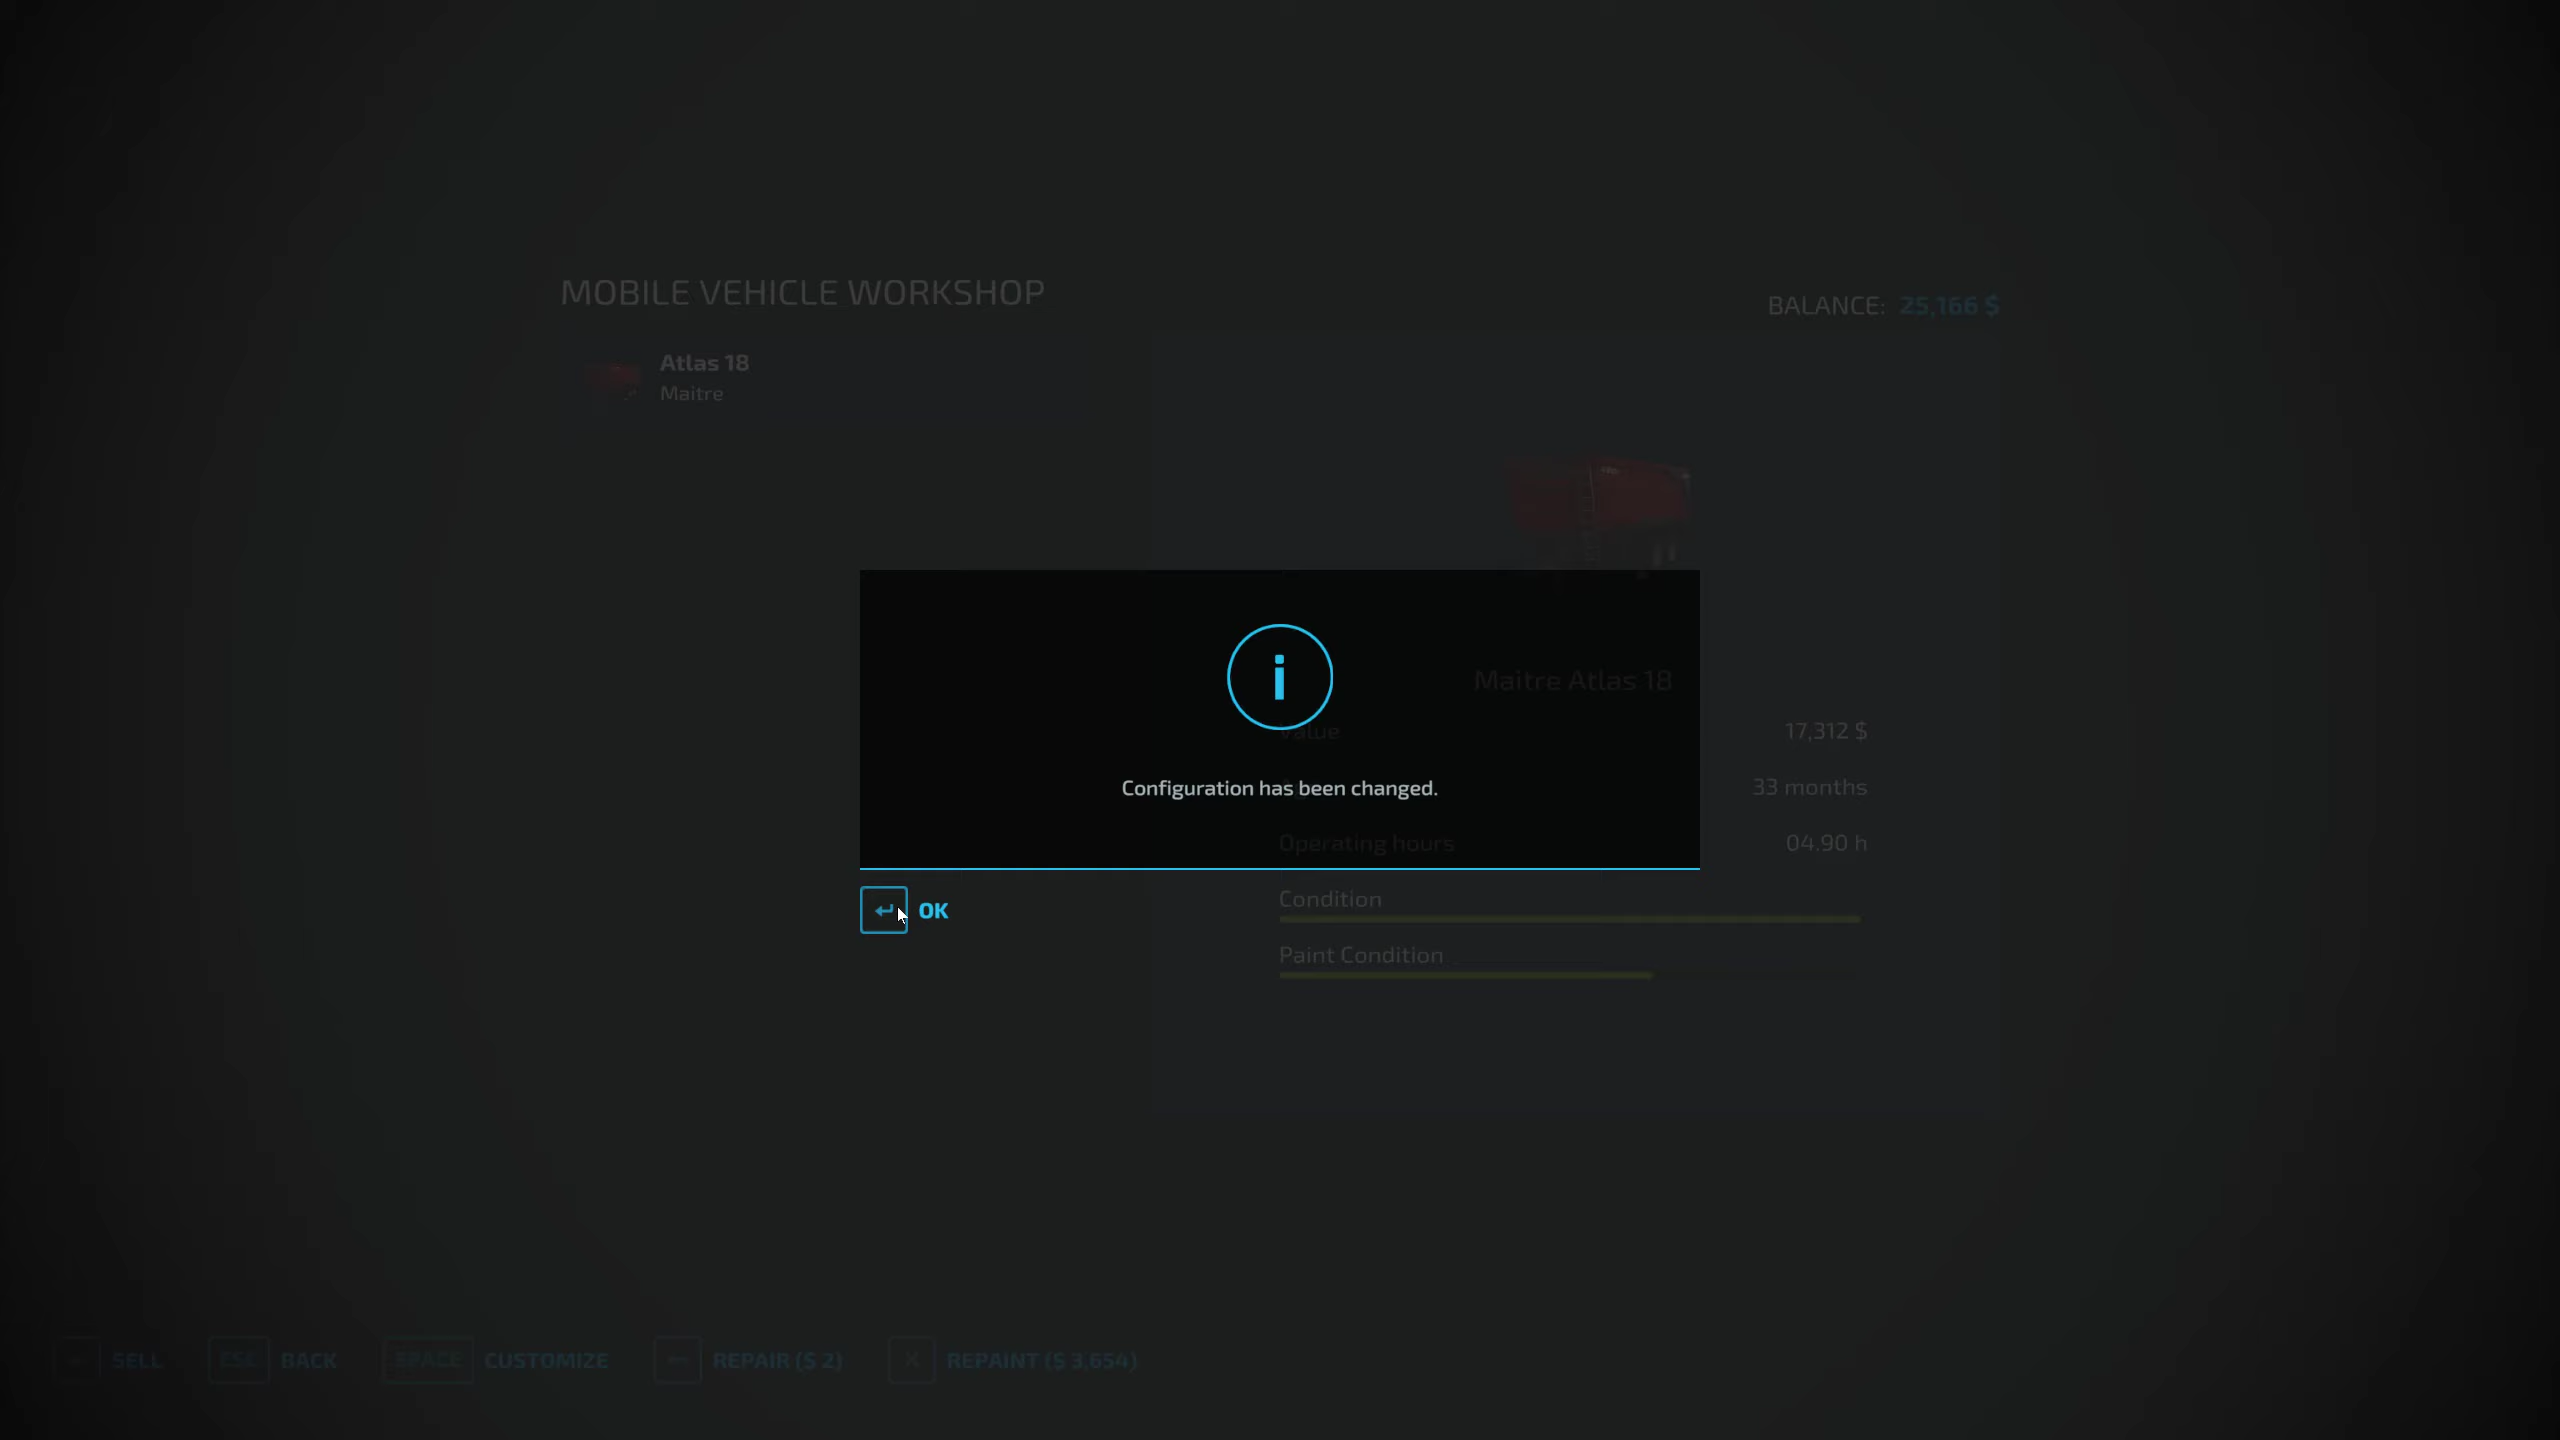 MOBILE VEHICLE WORKSHOP
BALANCE: 25,166 $
Atlas 18
Maitre
Maitre Atlas 18
Value 17,312 $
Configuration has been changed.
33 months
Operating hours 04.90 h
OK
Condition
Paint Condition
SELL
ESC BACK
SPACE CUSTOMIZE
REPAIR ($ 2)
X REPAINT ($ 3,654)